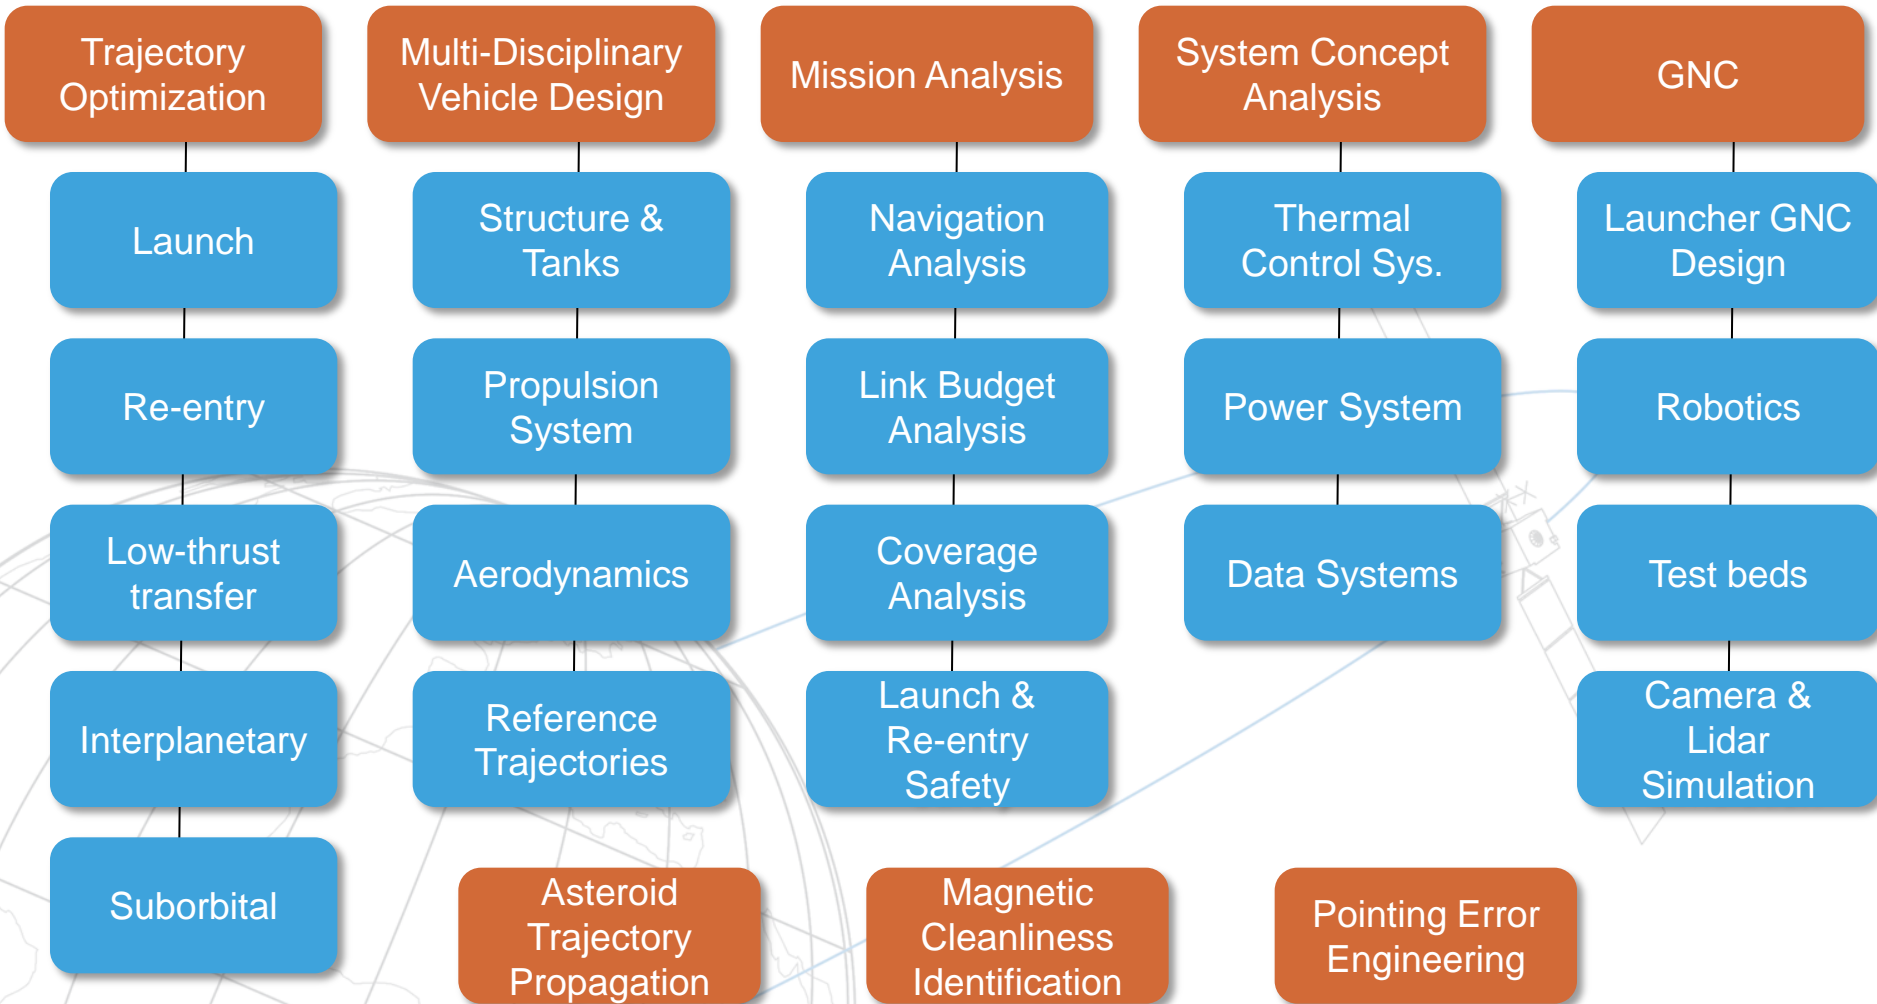 Trajectory
Optimization
Multi-Disciplinary
Vehicle Design
Mission Analysis
System Concept
Analysis
GNC
Launch
Structure &
Tanks
Navigation
Analysis
Thermal
Control Sys.
Launcher GNC
Design
Re-entry
Propulsion
System
Link Budget
Analysis
Power System
Robotics
Low-thrust
transfer
Aerodynamics
Coverage
Analysis
Data Systems
Test beds
Interplanetary
Reference
Trajectories
Launch &
Re-entry
Safety
Camera &
Lidar
Simulation
Suborbital
Asteroid
Trajectory
Propagation
Magnetic
Cleanliness
Identification
Pointing Error
Engineering